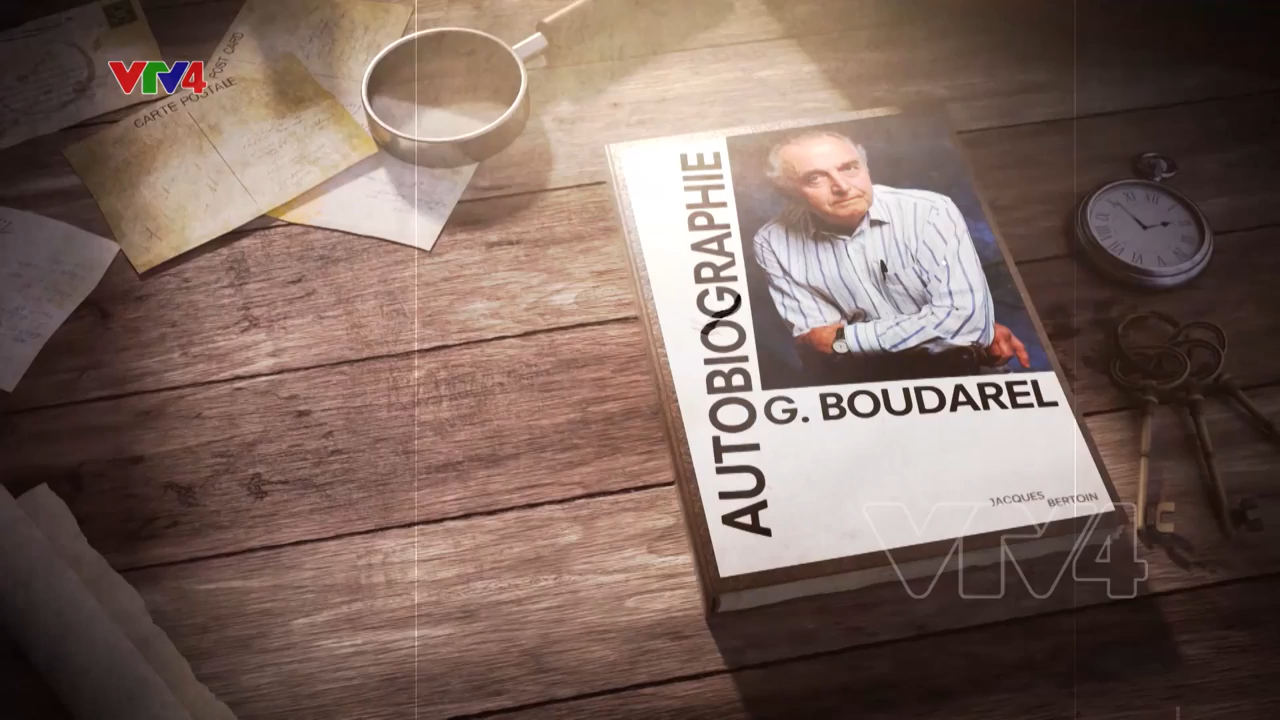 VTV4
POST CARD
CARTE POSTALE
AUTOBIOGRAPHIE
G. BOUDAREL
JACQUES BERTOIN
VTV4